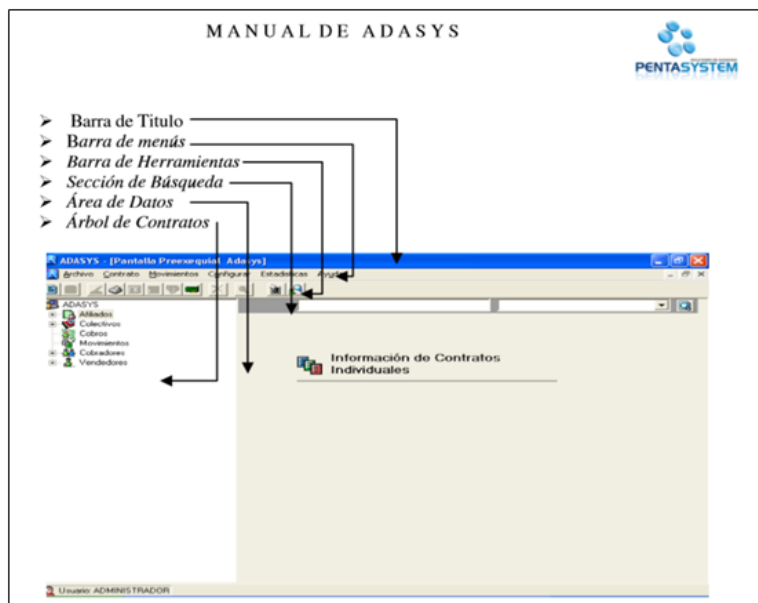 MANUAL DE ADASYS
PENTASYSTEM
➢ Barra de Titulo
➢ Barra de menús
➢ Barra de Herramientas
➢ Sección de Búsqueda
➢ Área de Datos
➢ Árbol de Contratos
ADASYS - [Pantalla Preexequial Adasys]
Archivo Contrato Movimientos Configurar Estadisticas Ayuda
ADASYS
Afiliados
Colectivos
Cobros
Movimientos
Cobradores
Vendedores
Información de Contratos
Individuales
Usuario: ADMINISTRADOR